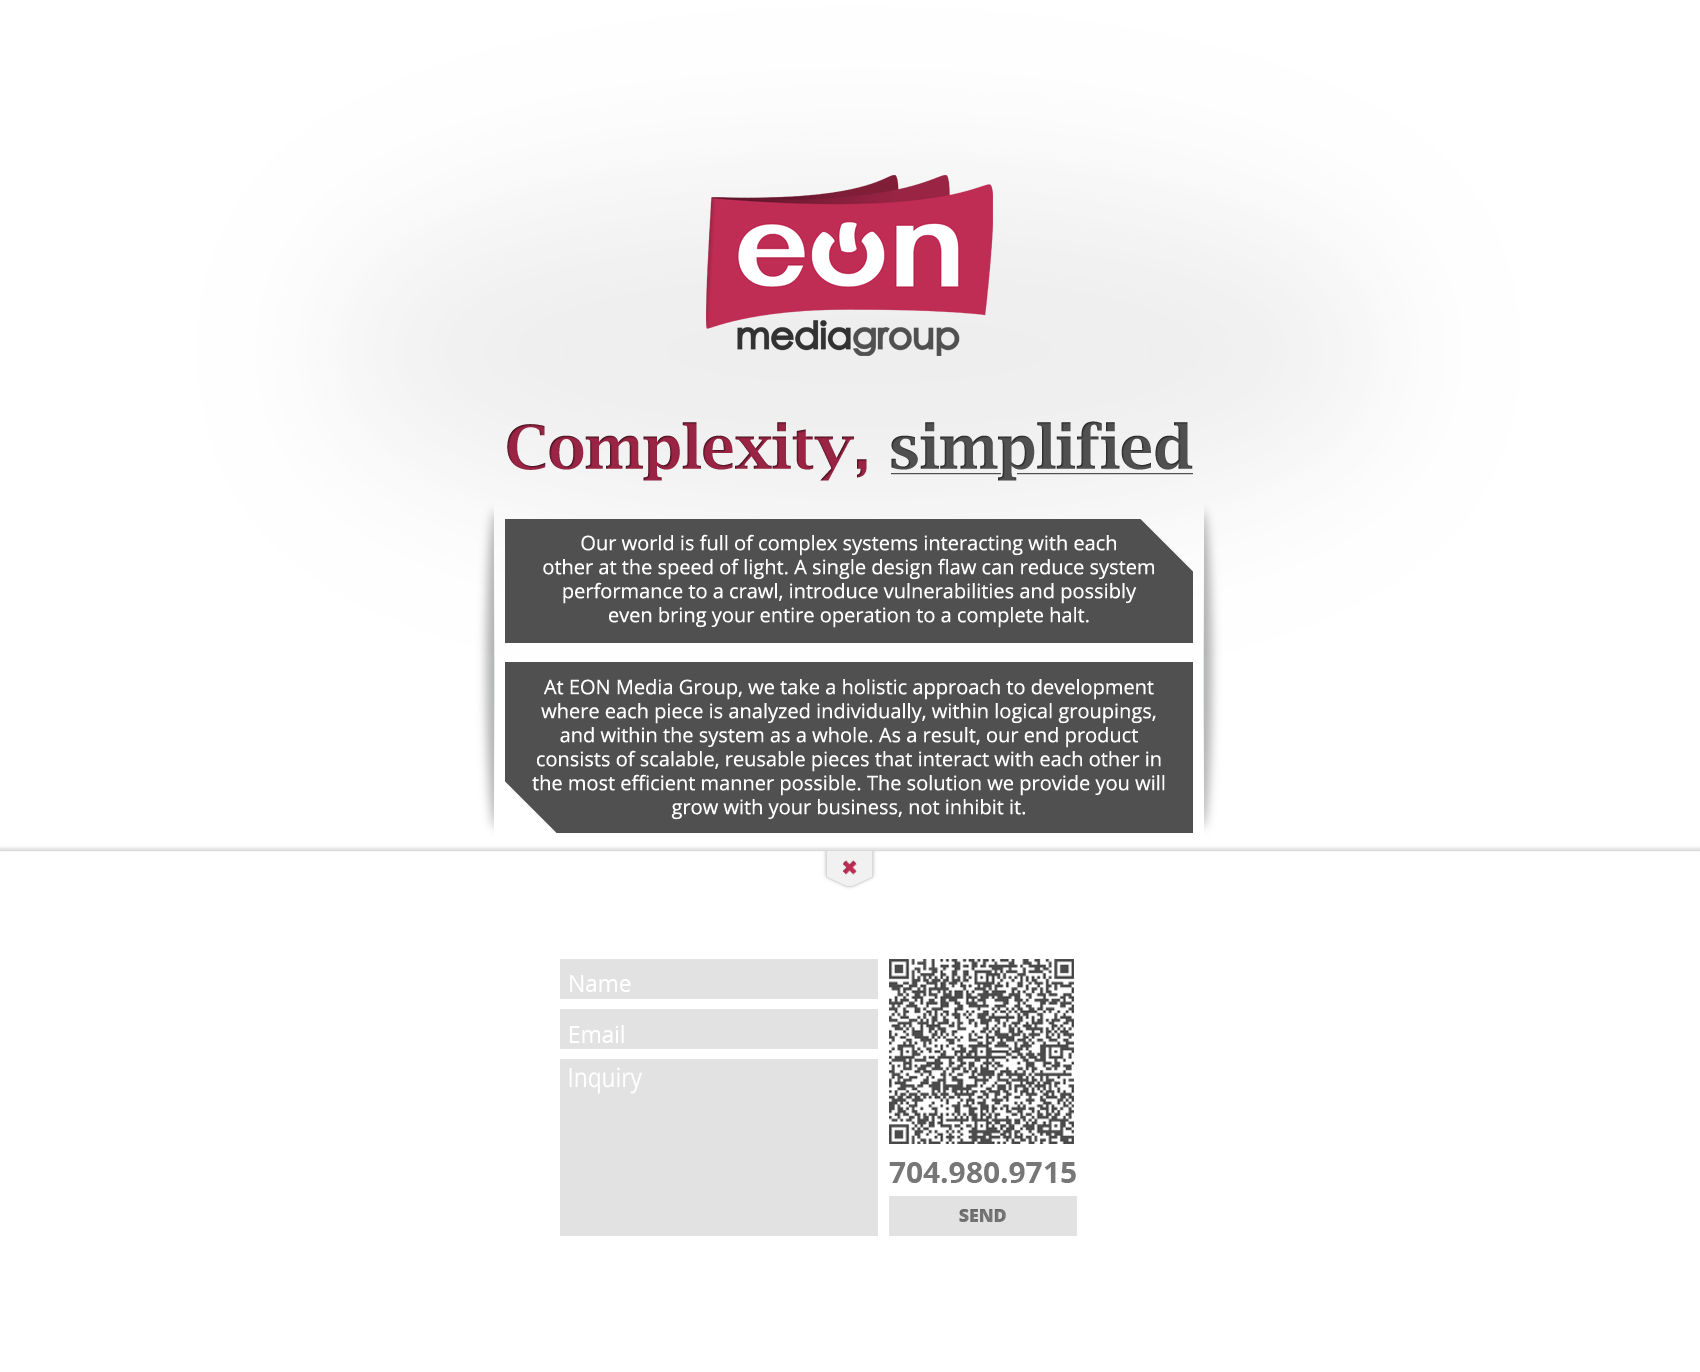 eon
mediagroup
Complexity, simplified
Our world is full of complex systems interacting with each
other at the speed of light. A single design flaw can reduce system
performance to a crawl, introduce vulnerabilities and possibly
even bring your entire operation to a complete halt.
At EON Media Group, we take a holistic approach to development
where each piece is analyzed individually, within logical groupings,
and within the system as a whole. As a result, our end product
consists of scalable, reusable pieces that interact with each other in
the most efficient manner possible. The solution we provide you will
grow with your business, not inhibit it.
Name
Email
Inquiry
704.980.9715
SEND